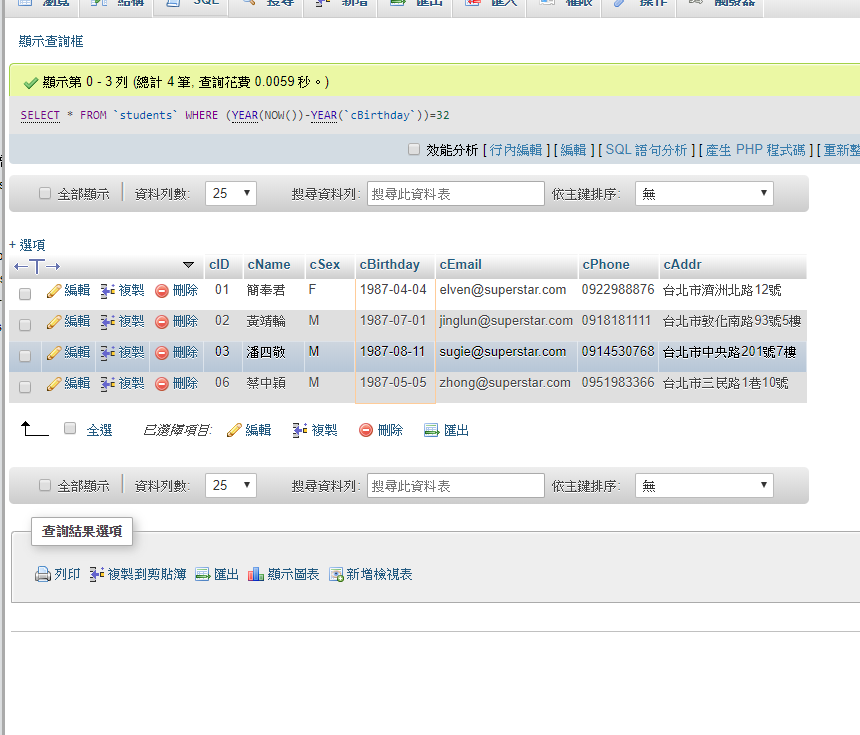 瀏覽 結構 SQL 搜尋 新增 匯出 匯入 權限 操作 觸發器
顯示查詢框
顯示第 0 - 3 列 (總計 4 筆, 查詢花費 0.0059 秒。)
SELECT * FROM `students` WHERE (YEAR(NOW())-YEAR(`cBirthday`))=32
效能分析 [ 行內編輯 ] [ 編輯 ] [ SQL 語句分析 ] [ 產生 PHP 程式碼 ] [ 重新整
全部顯示 資料列數: 25 搜尋資料列: 搜尋此資料表 依主鍵排序: 無
+ 選項
←T→ cID cName cSex cBirthday cEmail cPhone cAddr
編輯 複製 刪除 01 簡奉君 F 1987-04-04 elven@superstar.com 0922988876 台北市濟洲北路12號
編輯 複製 刪除 02 黃靖輪 M 1987-07-01 jinglun@superstar.com 0918181111 台北市敦化南路93號5樓
編輯 複製 刪除 03 潘四敬 M 1987-08-11 sugie@superstar.com 0914530768 台北市中央路201號7樓
編輯 複製 刪除 06 蔡中穎 M 1987-05-05 zhong@superstar.com 0951983366 台北市三民路1巷10號
全選 已選擇項目: 編輯 複製 刪除 匯出
全部顯示 資料列數: 25 搜尋資料列: 搜尋此資料表 依主鍵排序: 無
查詢結果選項
列印 複製到剪貼簿 匯出 顯示圖表 新增檢視表